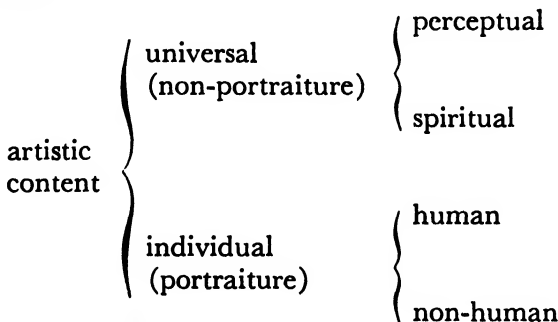 artistic
content
universal
(non-portraiture)
perceptual
spiritual
individual
(portraiture)
human
non-human